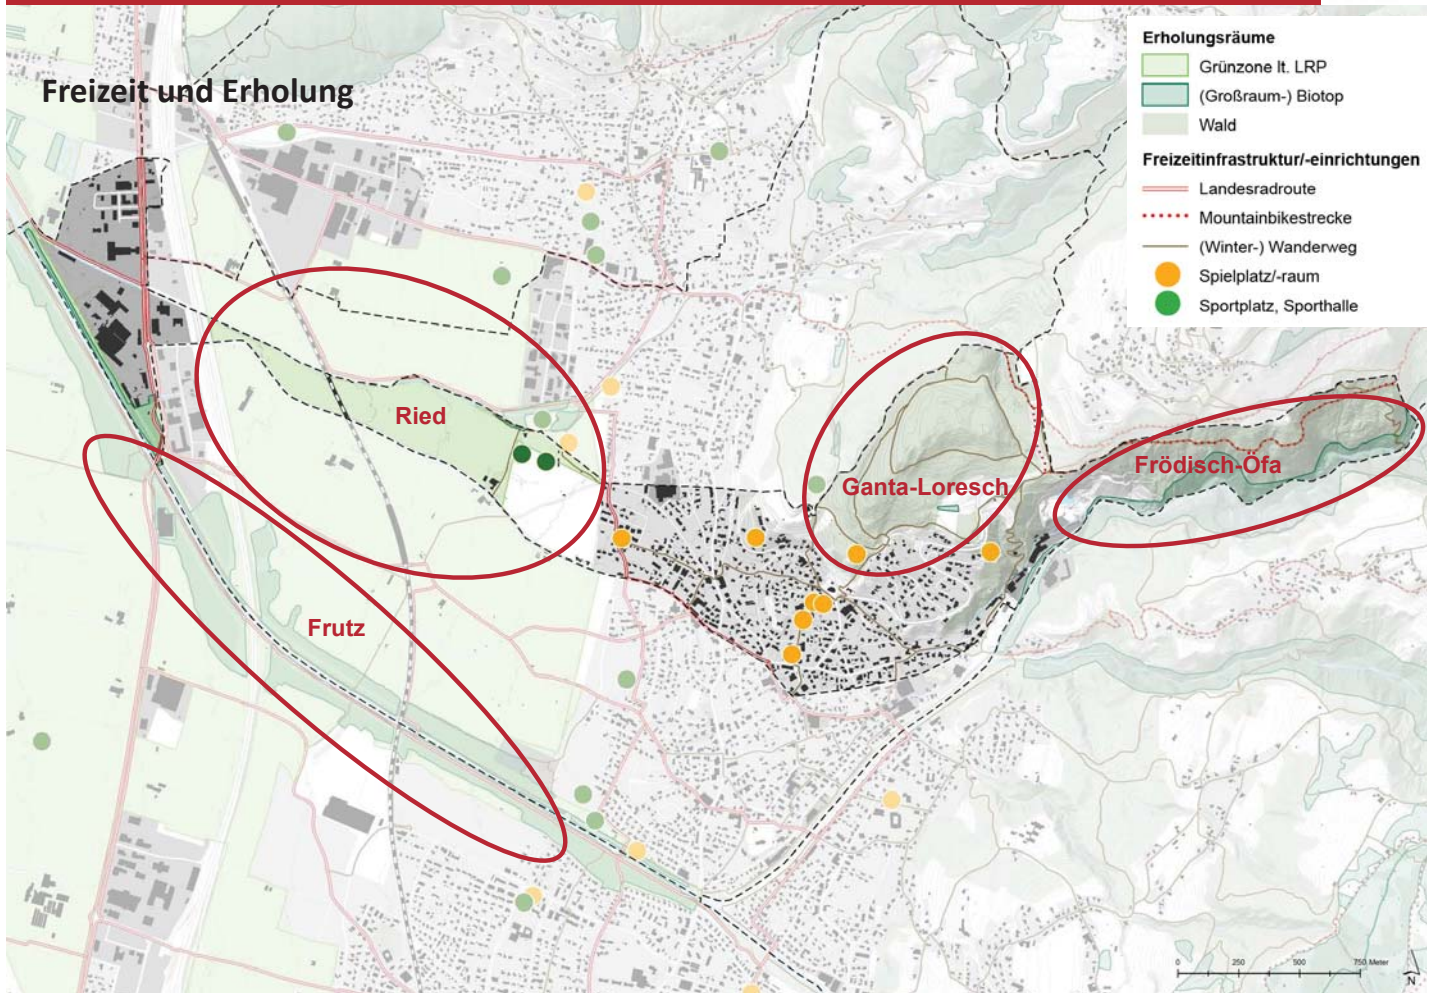 Freizeit und Erholung
Erholungsräume
Grünzone lt. LRP
(Großraum-) Biotop
Wald
Freizeitinfrastruktur/-einrichtungen
Landesradroute
Mountainbikestrecke
(Winter-) Wanderweg
Spielplatz/-raum
Sportplatz, Sporthalle
Ried
Ganta-Loresch
Frödisch-Öfa
Frutz
0 250 500 750 Meter
N